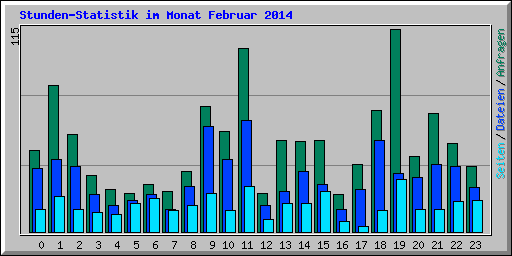 Stunden-Statistik im Monat Februar 2014
115
Seiten/Dateien/Anfragen
0 1 2 3 4 5 6 7 8 9 10 11 12 13 14 15 16 17 18 19 20 21 22 23